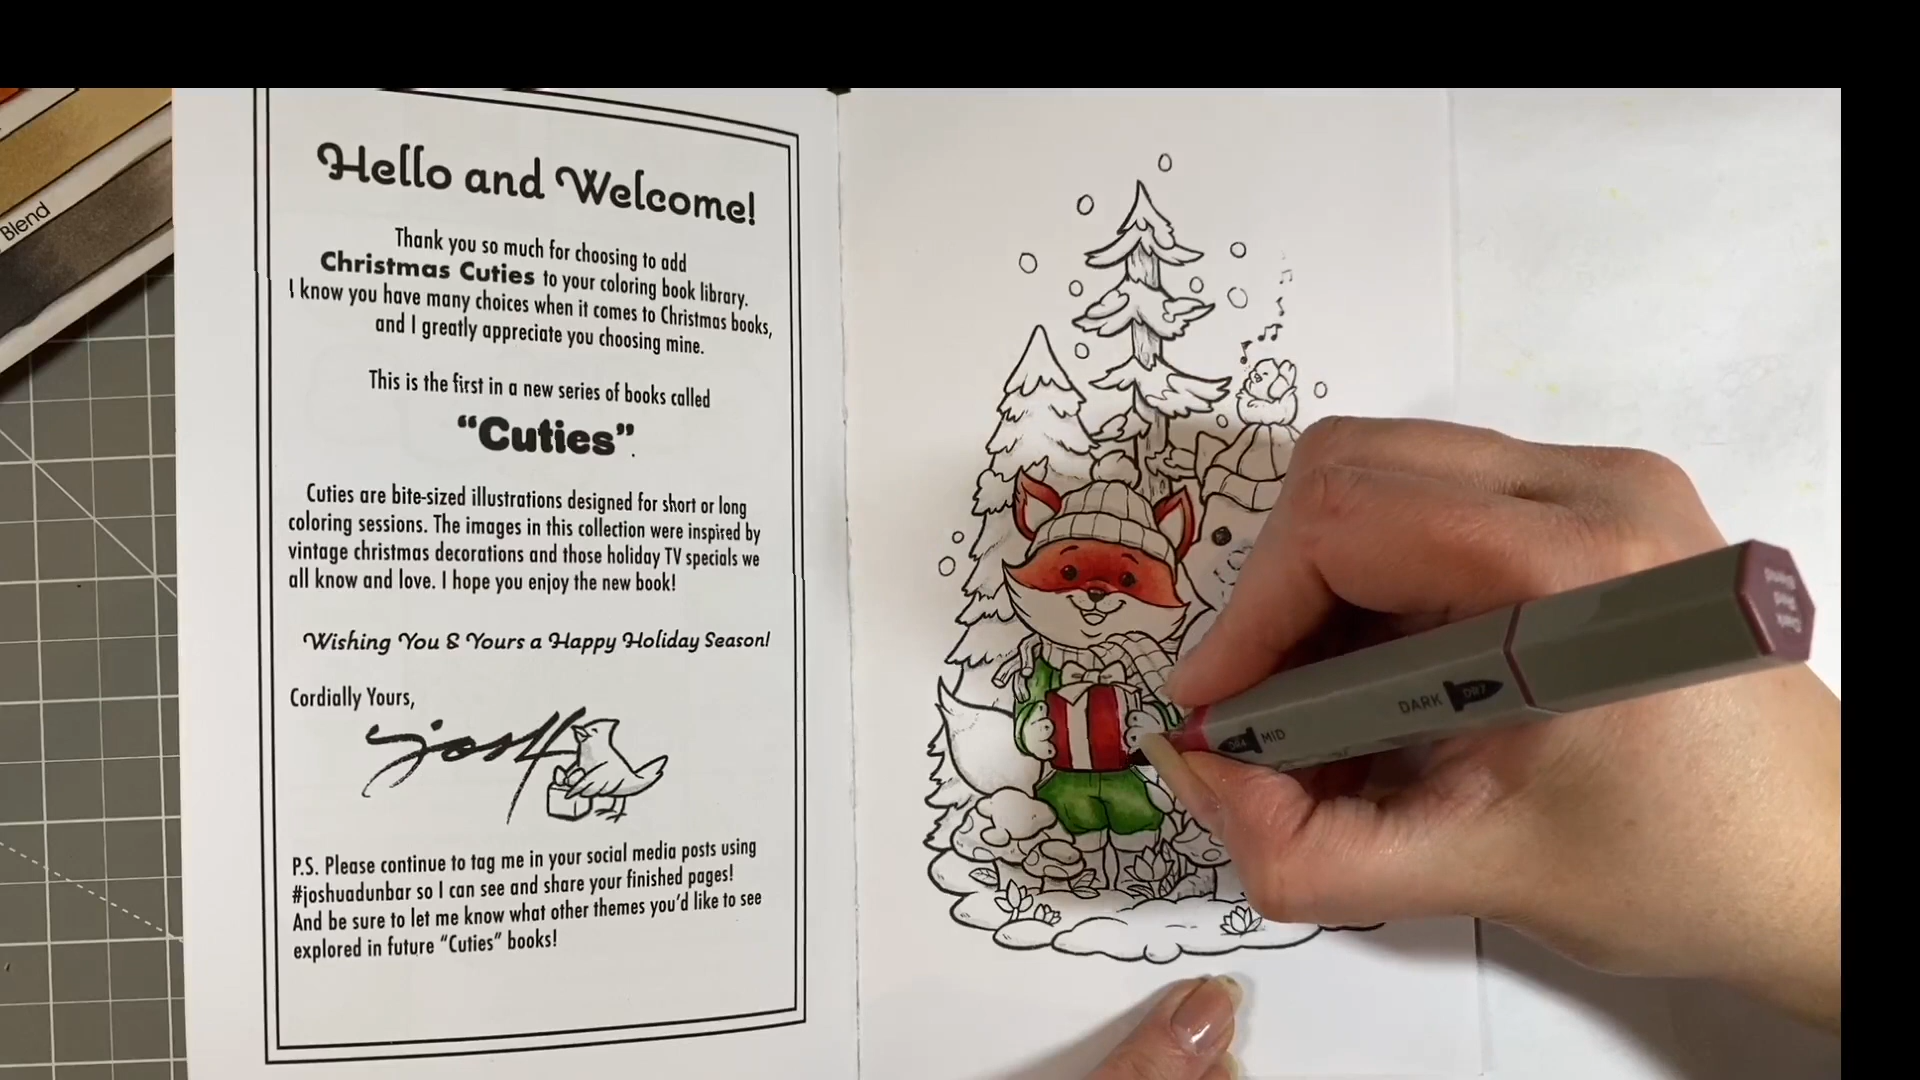 Blend
Hello and Welcome!
Thank you so much for choosing to add
Christmas Cuties to your coloring book library.
I know you have many choices when it comes to Christmas books,
and I greatly appreciate you choosing mine.
This is the first in a new series of books called
“Cuties”.
Cuties are bite-sized illustrations designed for short or long
coloring sessions. The images in this collection were inspired by
vintage christmas decorations and those holiday TV specials we
all know and love. I hope you enjoy the new book!
Wishing You & Yours a Happy Holiday Season!
Cordially Yours,
Josh
P.S. Please continue to tag me in your social media posts using
#joshuadunbar so I can see and share your finished pages!
And be sure to let me know what other themes you’d like to see
explored in future “Cuties” books!
Dark
Red
Blend
DARK DR7
MID